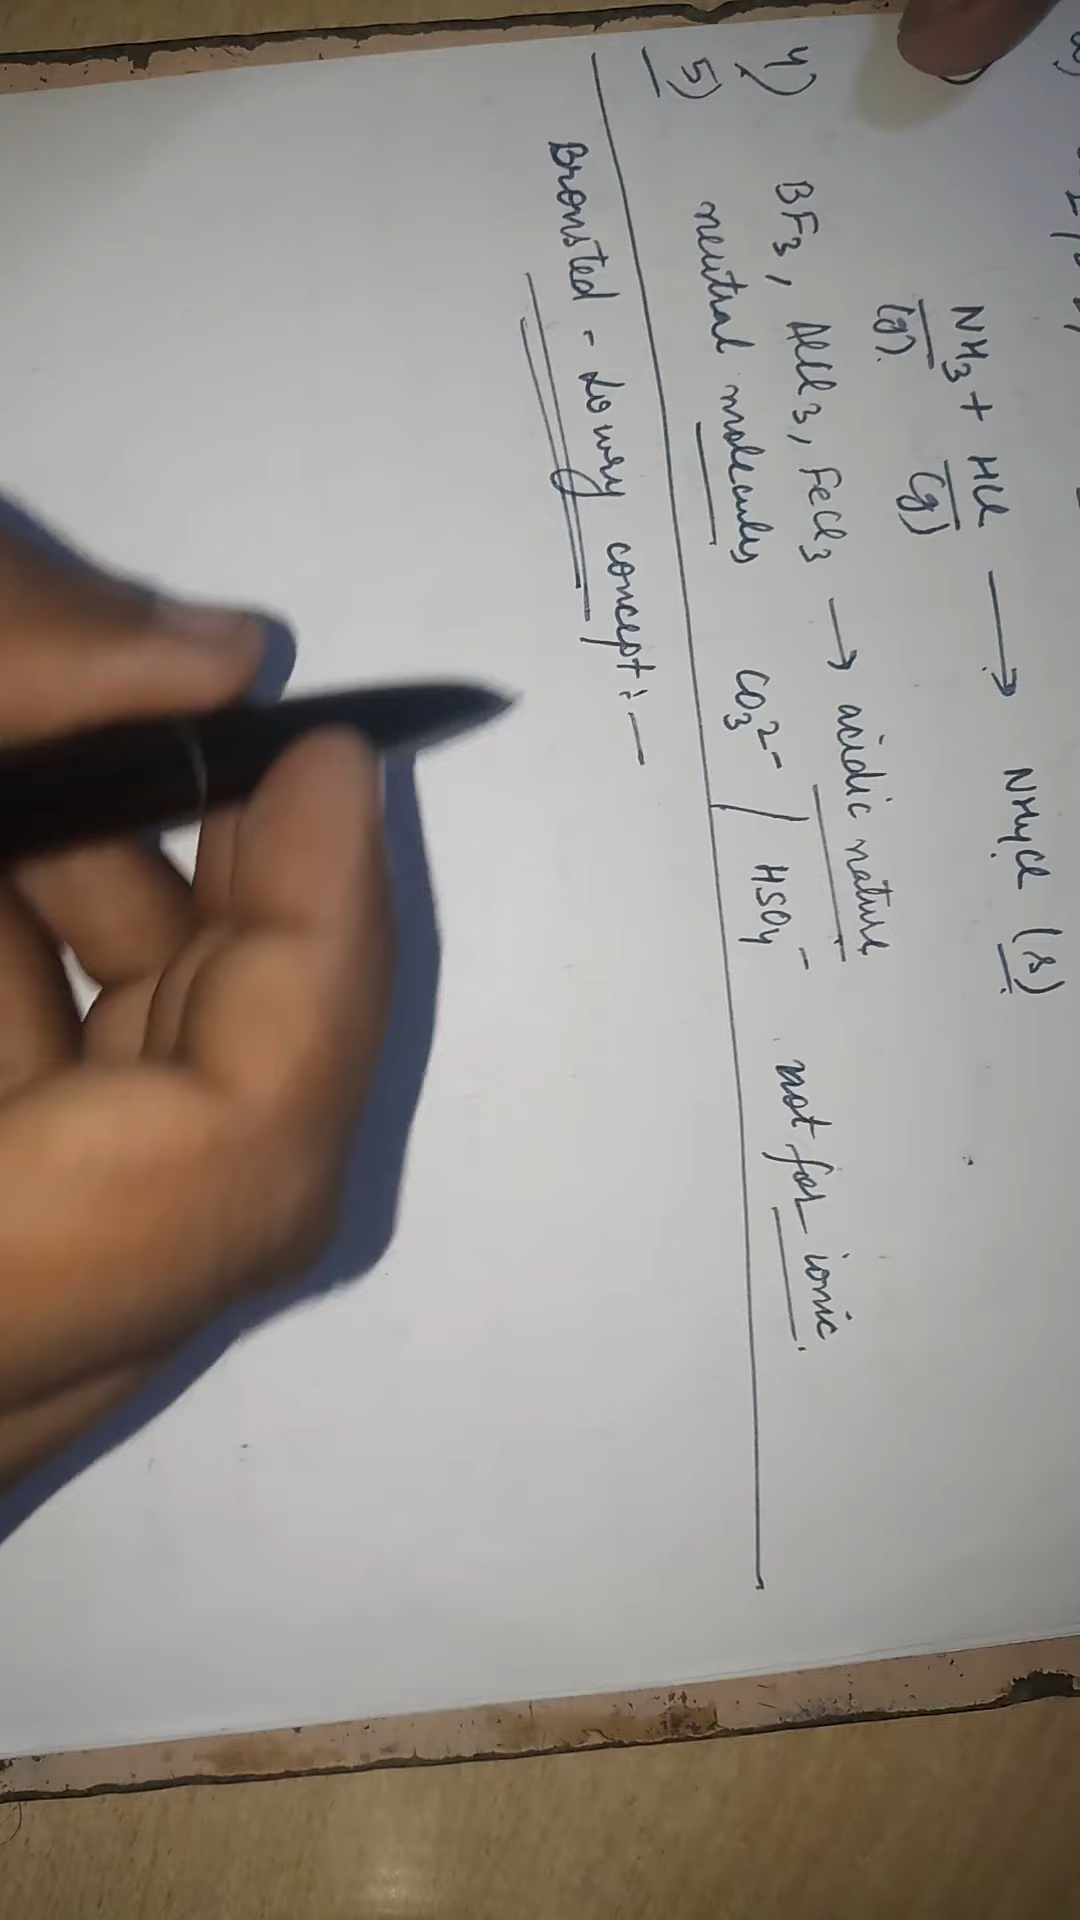 NH3 + HCl ⟶ NH4Cl (s)
(g). (g)
4) BF3, AlCl3, FeCl3 → acidic nature
5) neutral molecules CO3²⁻ / HSO4⁻ not for ionic.
Bronsted - Lowry concept :-